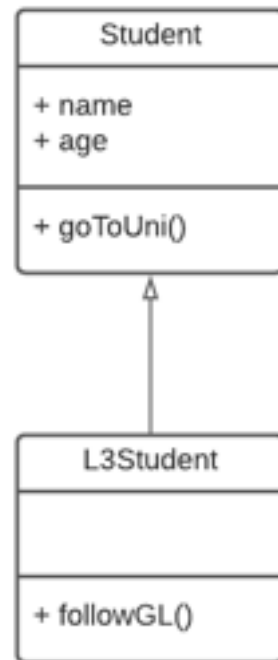 Student
+ name
+ age
+ goToUni()
L3Student
+ followGL()